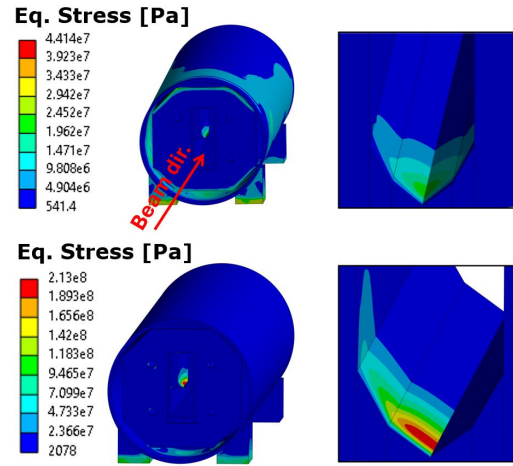 Eq. Stress [Pa]
4.414e7
3.923e7
3.433e7
2.942e7
2.452e7
1.962e7
1.471e7
9.808e6
4.904e6
541.4
Beam dir.
Eq. Stress [Pa]
2.13e8
1.893e8
1.656e8
1.42e8
1.183e8
9.465e7
7.099e7
4.733e7
2.366e7
2078